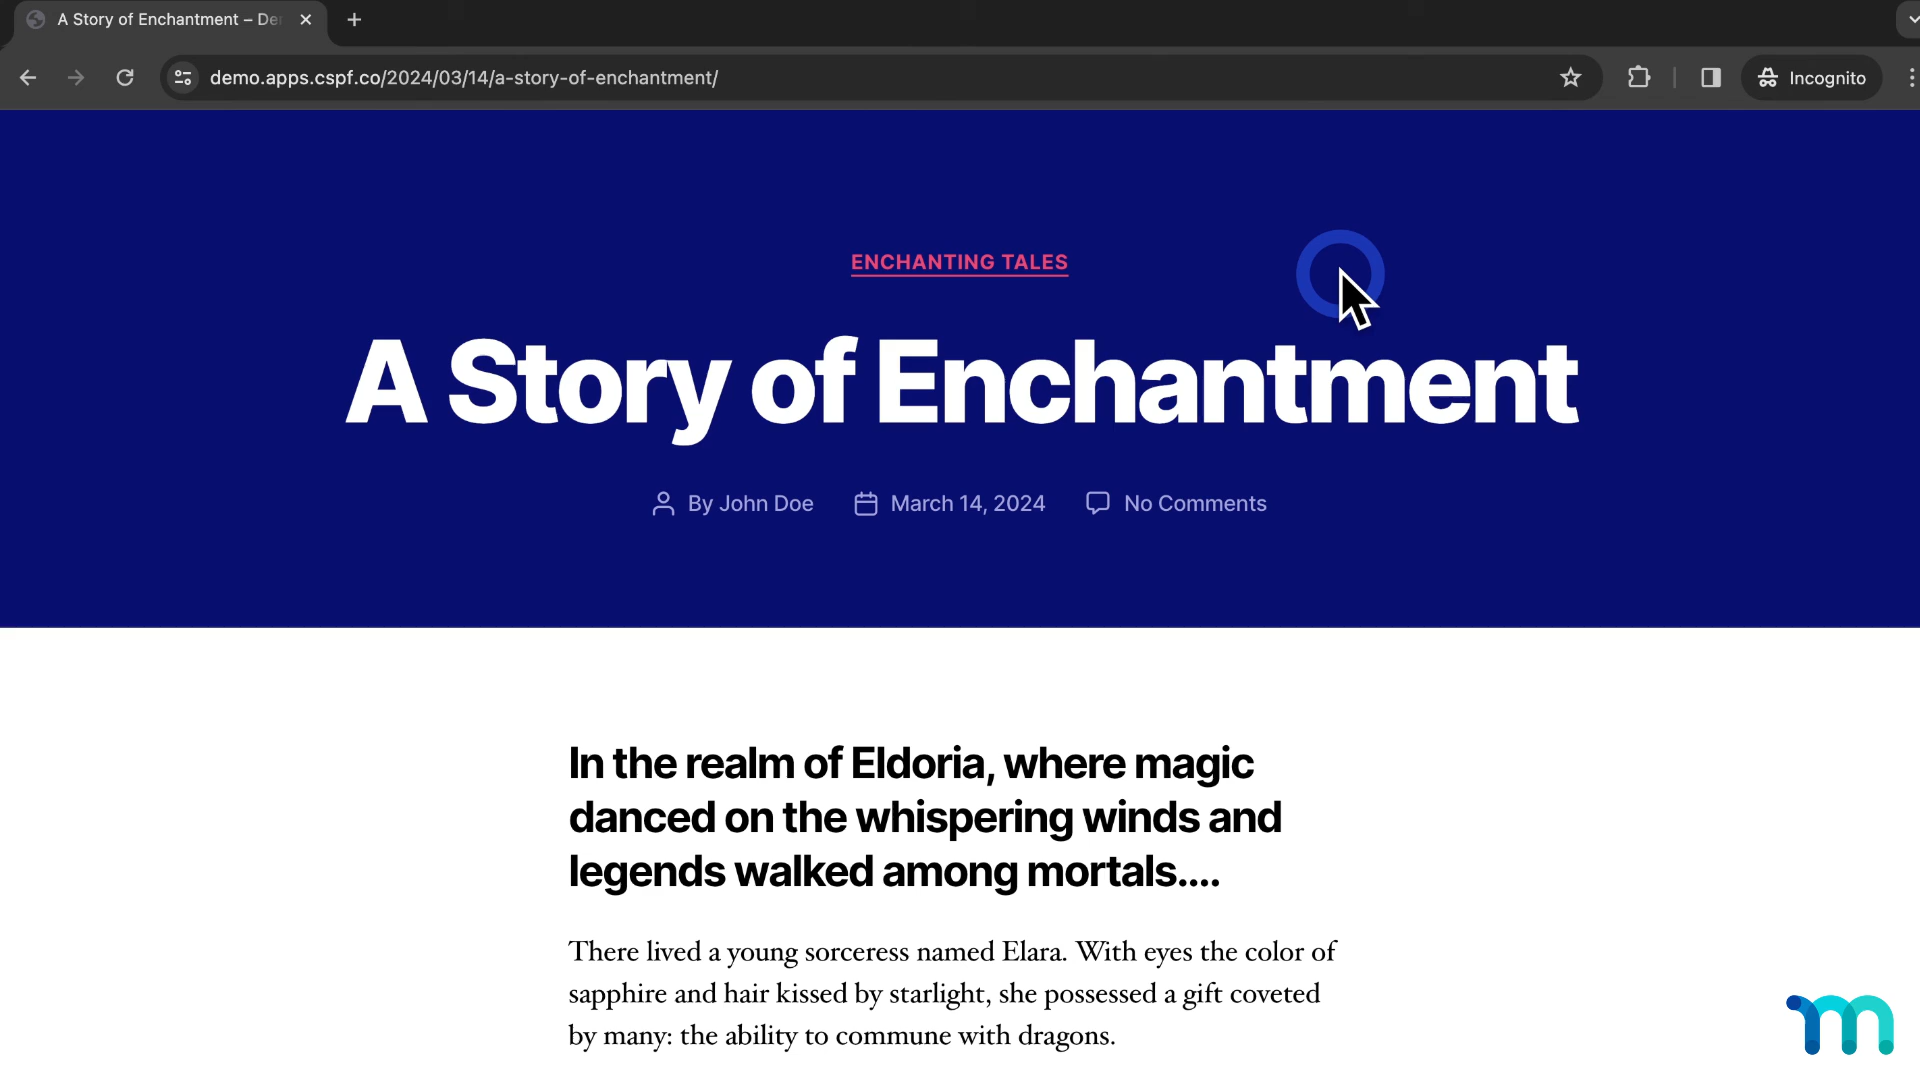 A Story of Enchantment – De
demo.apps.cspf.co/2024/03/14/a-story-of-enchantment/
Incognito
ENCHANTING TALES
A Story of Enchantment
By John Doe March 14, 2024 No Comments
In the realm of Eldoria, where magic
danced on the whispering winds and
legends walked among mortals....
There lived a young sorceress named Elara. With eyes the color of
sapphire and hair kissed by starlight, she possessed a gift coveted
by many: the ability to commune with dragons.
m